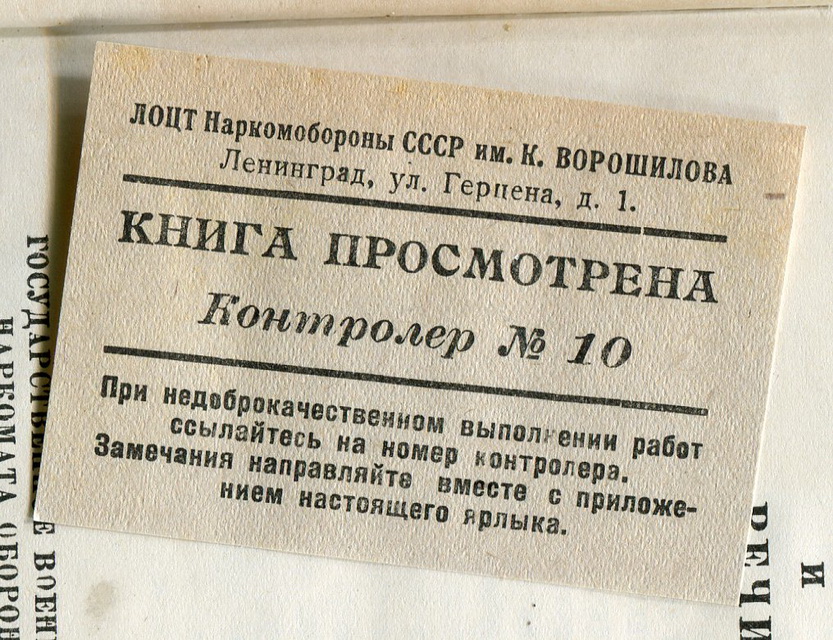 ЛОЦТ Наркомобороны СССР им. К. ВОРОШИЛОВА
Ленинград, ул. Герцена, д. 1.
КНИГА ПРОСМОТРЕНА
Контролер № 10
При недоброкачественном выполнении работ
ссылайтесь на номер контролера.
Замечания направляйте вместе с приложе-
нием настоящего ярлыка.
НАРКОМАТА
И